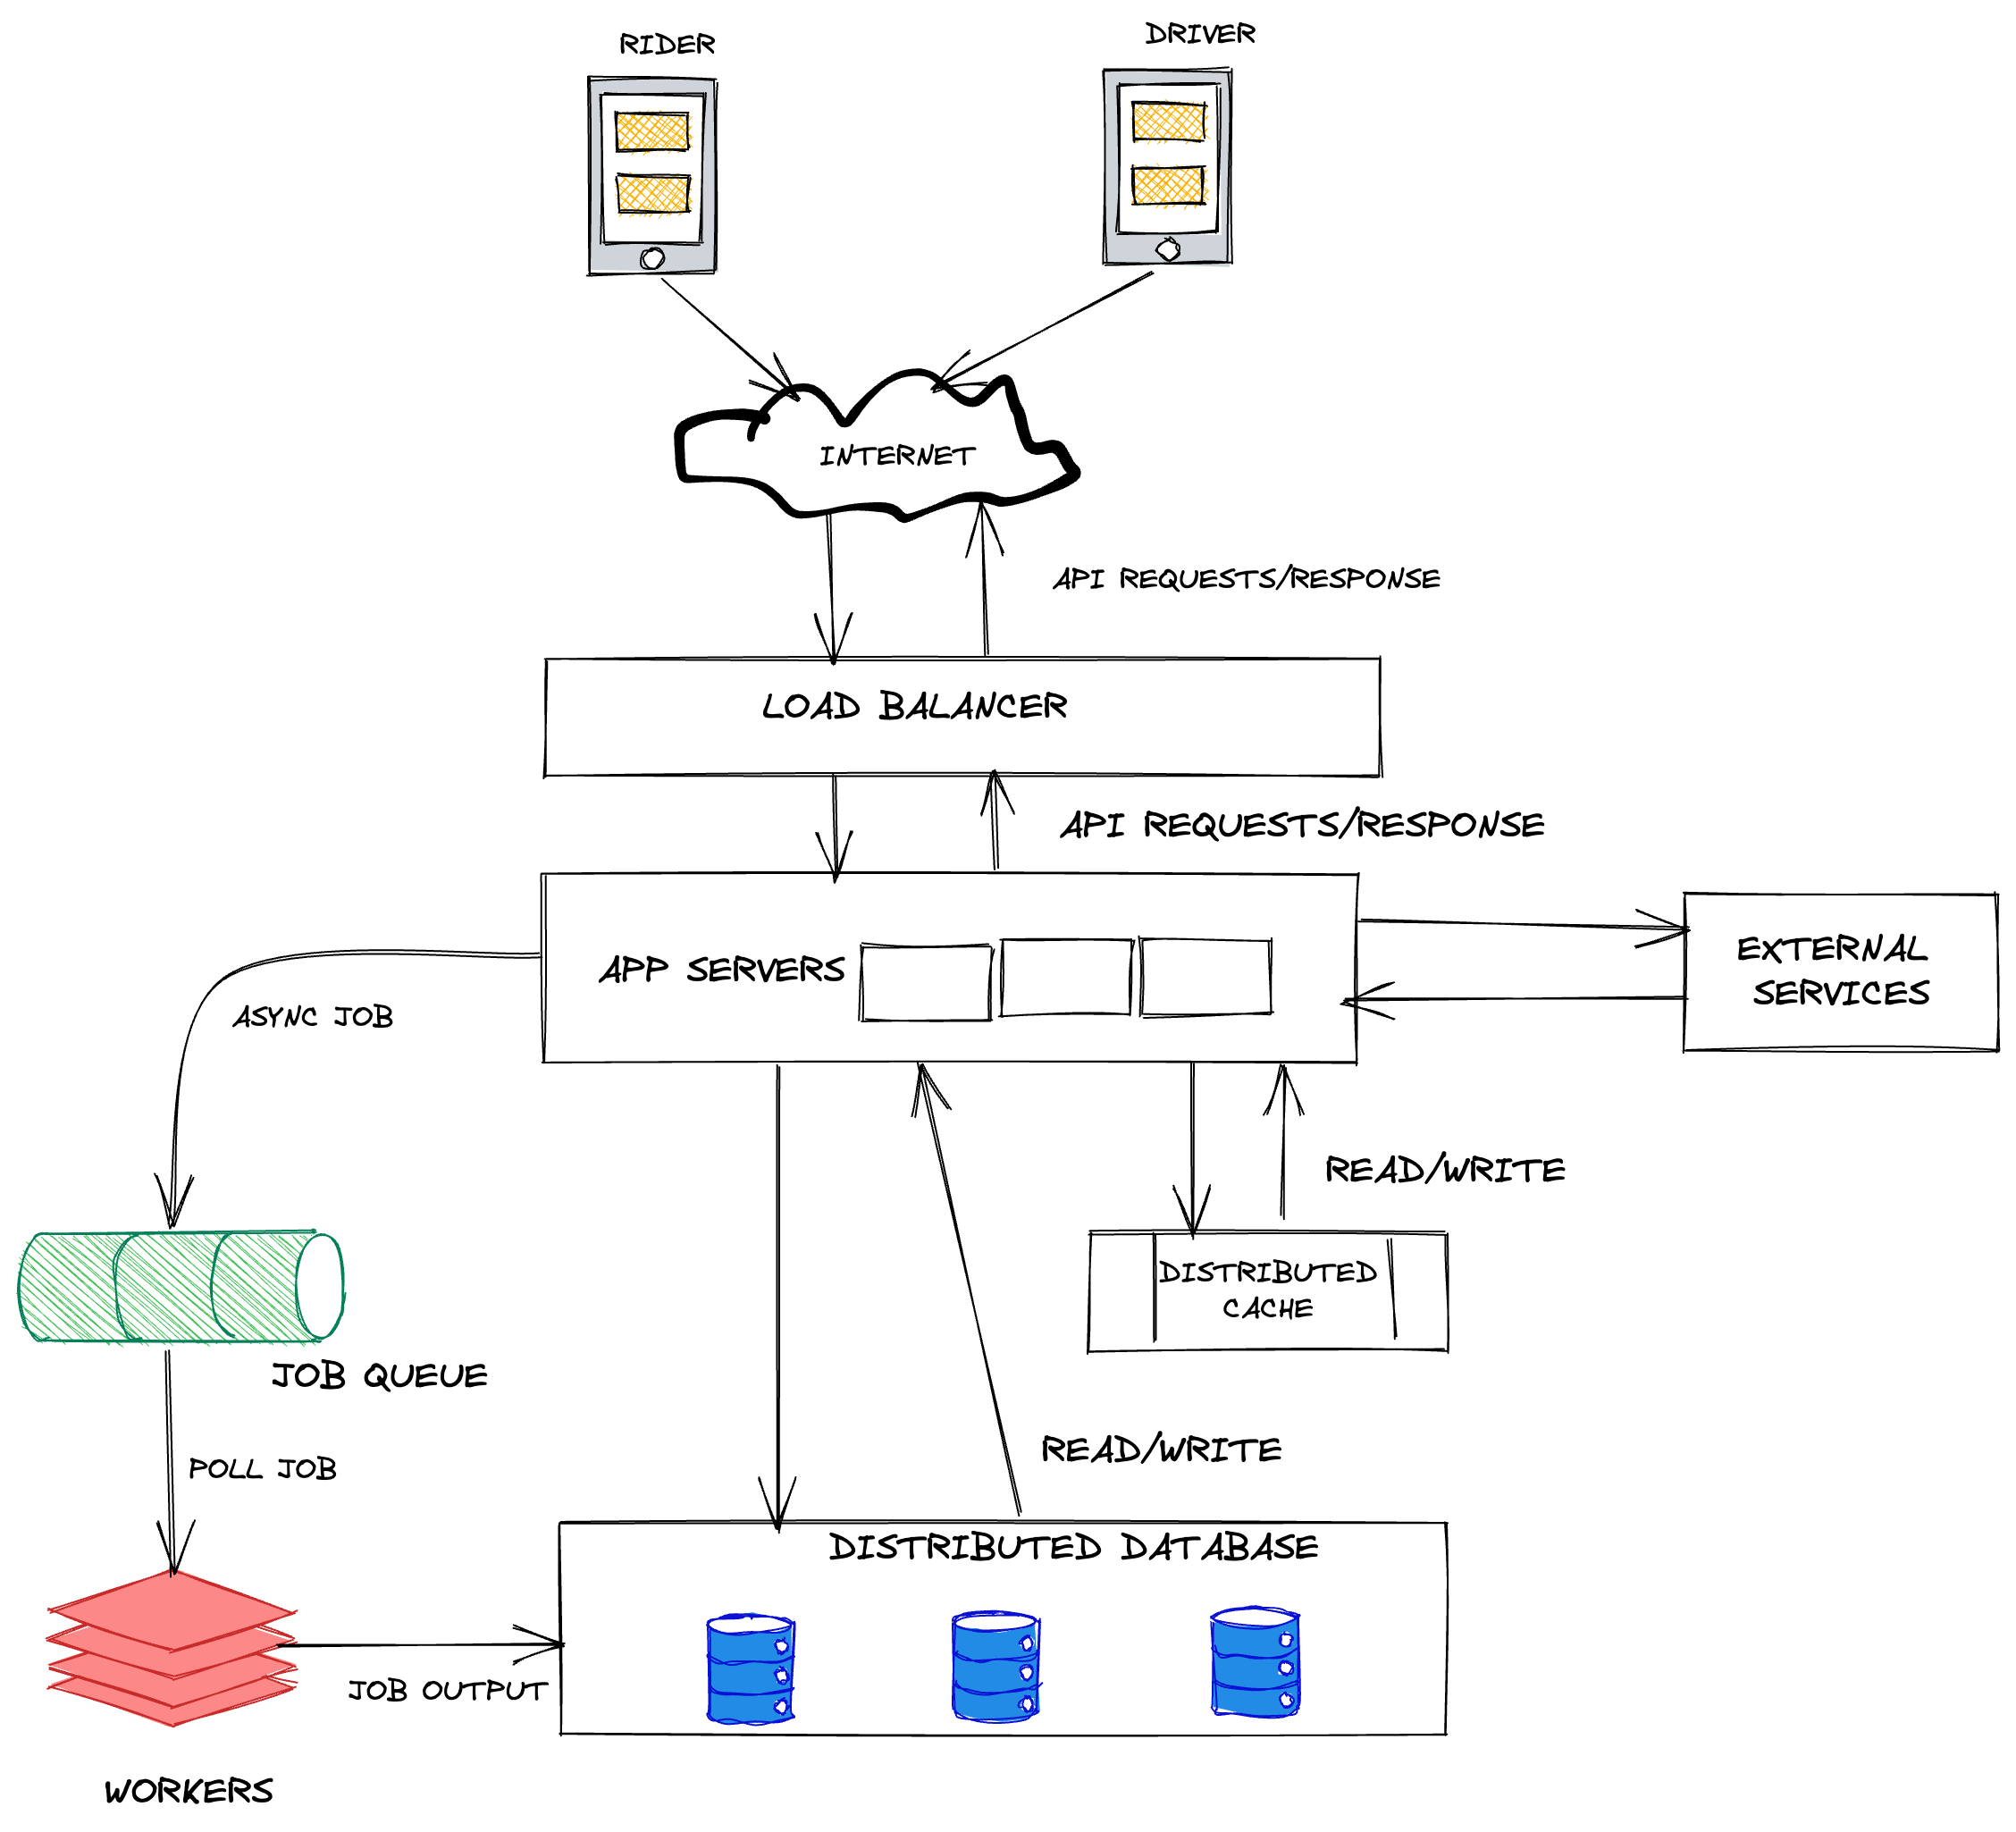 RIDER
DRIVER
INTERNET
API REQUESTS/RESPONSE
LOAD BALANCER
API REQUESTS/RESPONSE
APP SERVERS
EXTERNAL
SERVICES
ASYNC JOB
READ/WRITE
DISTRIBUTED
CACHE
JOB QUEUE
READ/WRITE
POLL JOB
DISTRIBUTED DATABASE
JOB OUTPUT
WORKERS